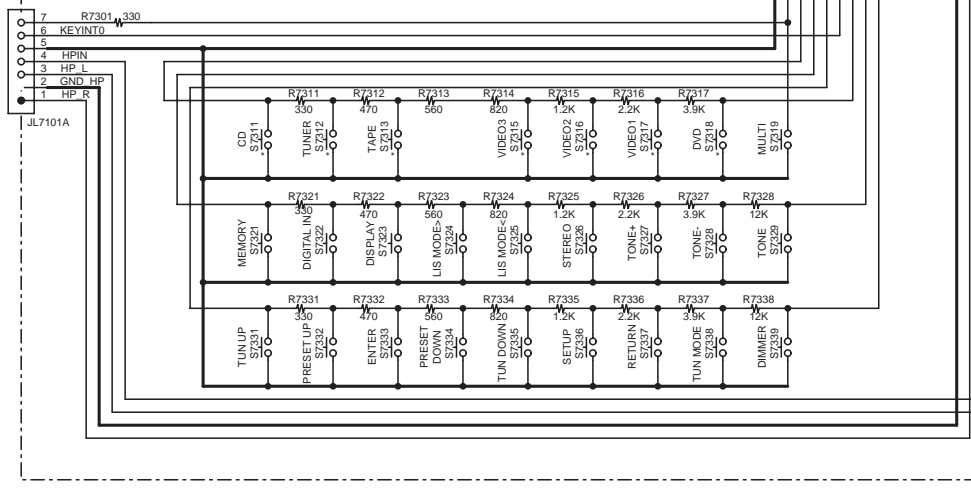 7 R7301 330
6 KEYINT0
5
4 HPIN
3 HP_L
2 GND_HP
1 HP_R
JL7101A
R7311 R7312 R7313 R7314 R7315 R7316 R7317
330 470 560 820 1.2K 2.2K 3.9K
CD S7311 *
TUNER S7312 *
TAPE S7313 *
VIDEO3 S7315 *
VIDEO2 S7316 *
VIDEO1 S7317 *
DVD S7318 *
MULTI S7319
R7321 R7322 R7323 R7324 R7325 R7326 R7327 R7328
330 470 560 820 1.2K 2.2K 3.9K 12K
MEMORY S7321
DIGITAL IN S7322
DISPLAY S7323
LIS MODE> S7324
LIS MODE< S7325
STEREO S7326
TONE+ S7327
TONE- S7328
TONE S7329
R7331 R7332 R7333 R7334 R7335 R7336 R7337 R7338
330 470 560 820 1.2K 2.2K 3.9K 12K
TUN UP S7331
PRESET UP S7332
ENTER S7333
PRESET DOWN S7334
TUN DOWN S7335
SETUP S7336
RETURN S7337
TUN MODE S7338
DIMMER S7339